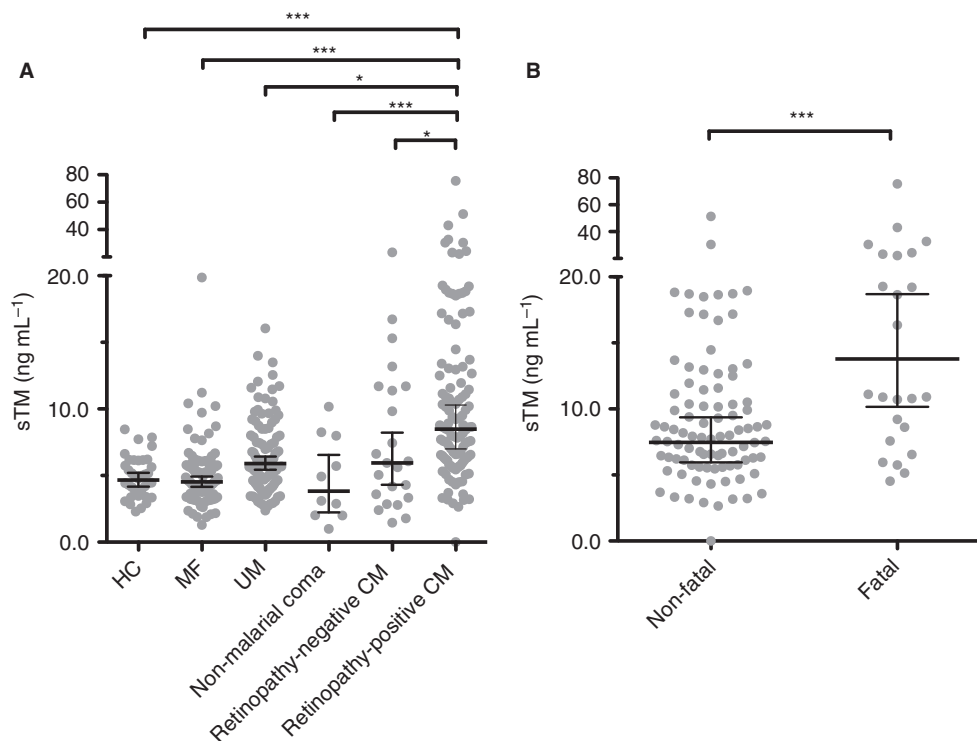 ***
***
*
***
*
A
80
60
40
20.0
10.0
0.0
sTM (ng mL⁻¹)
HC
MF
UM
Non-malarial coma
Retinopathy-negative CM
Retinopathy-positive CM
B
***
80
60
40
20.0
10.0
0.0
sTM (ng mL⁻¹)
Non-fatal
Fatal